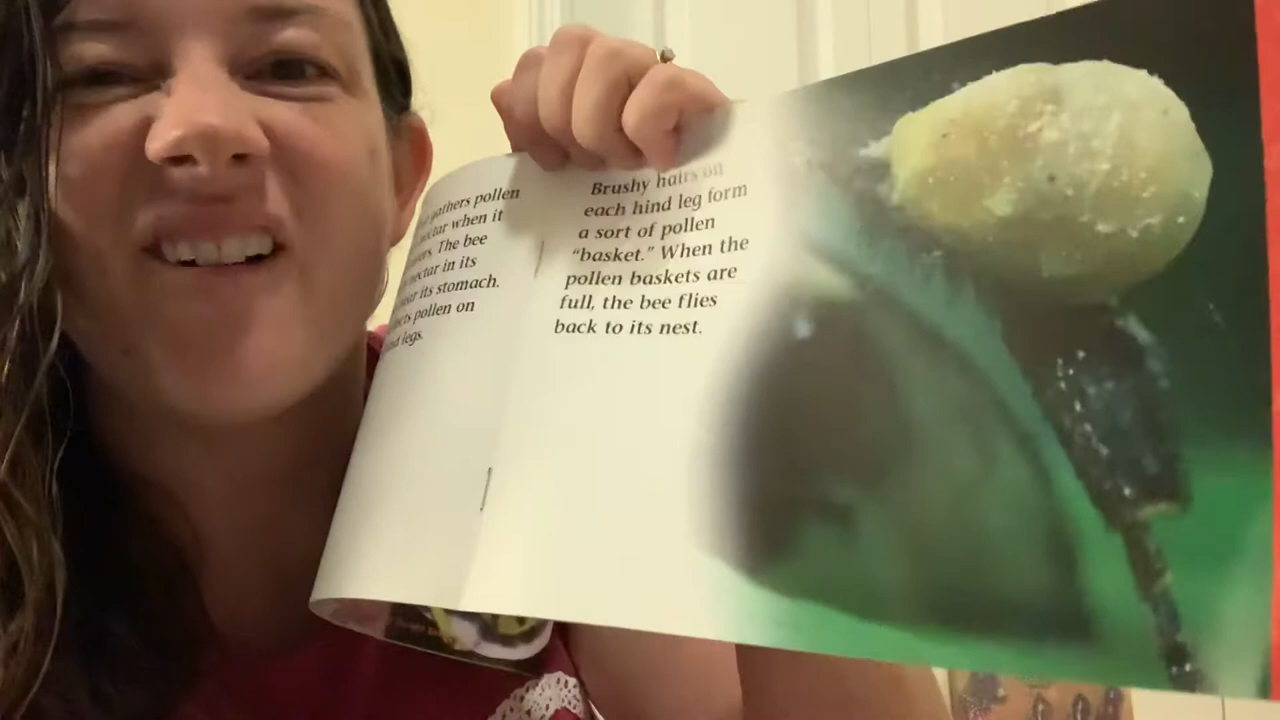 gathers pollen
nectar when it
The bee
nectar in its
near its stomach.
pollen on
legs.
Brushy hairs on
each hind leg form
a sort of pollen
“basket.” When the
pollen baskets are
full, the bee flies
back to its nest.